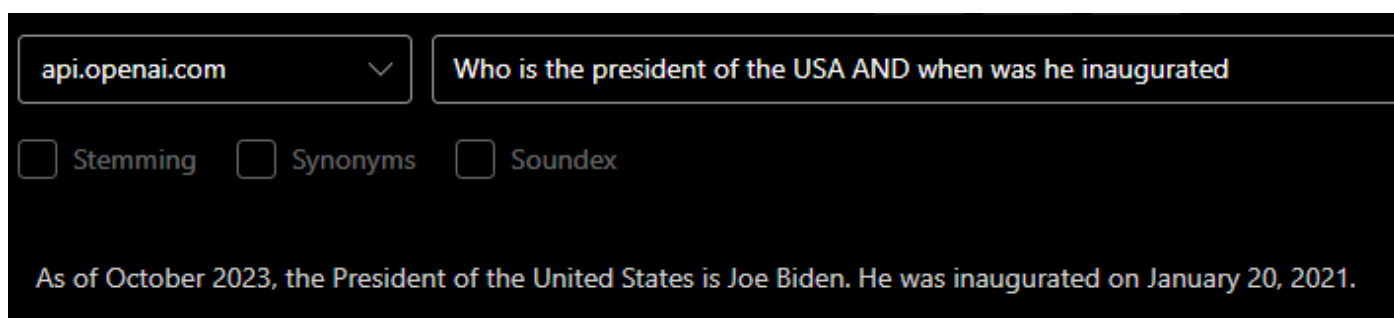 api.openai.com
Who is the president of the USA AND when was he inaugurated
Stemming
Synonyms
Soundex
As of October 2023, the President of the United States is Joe Biden. He was inaugurated on January 20, 2021.